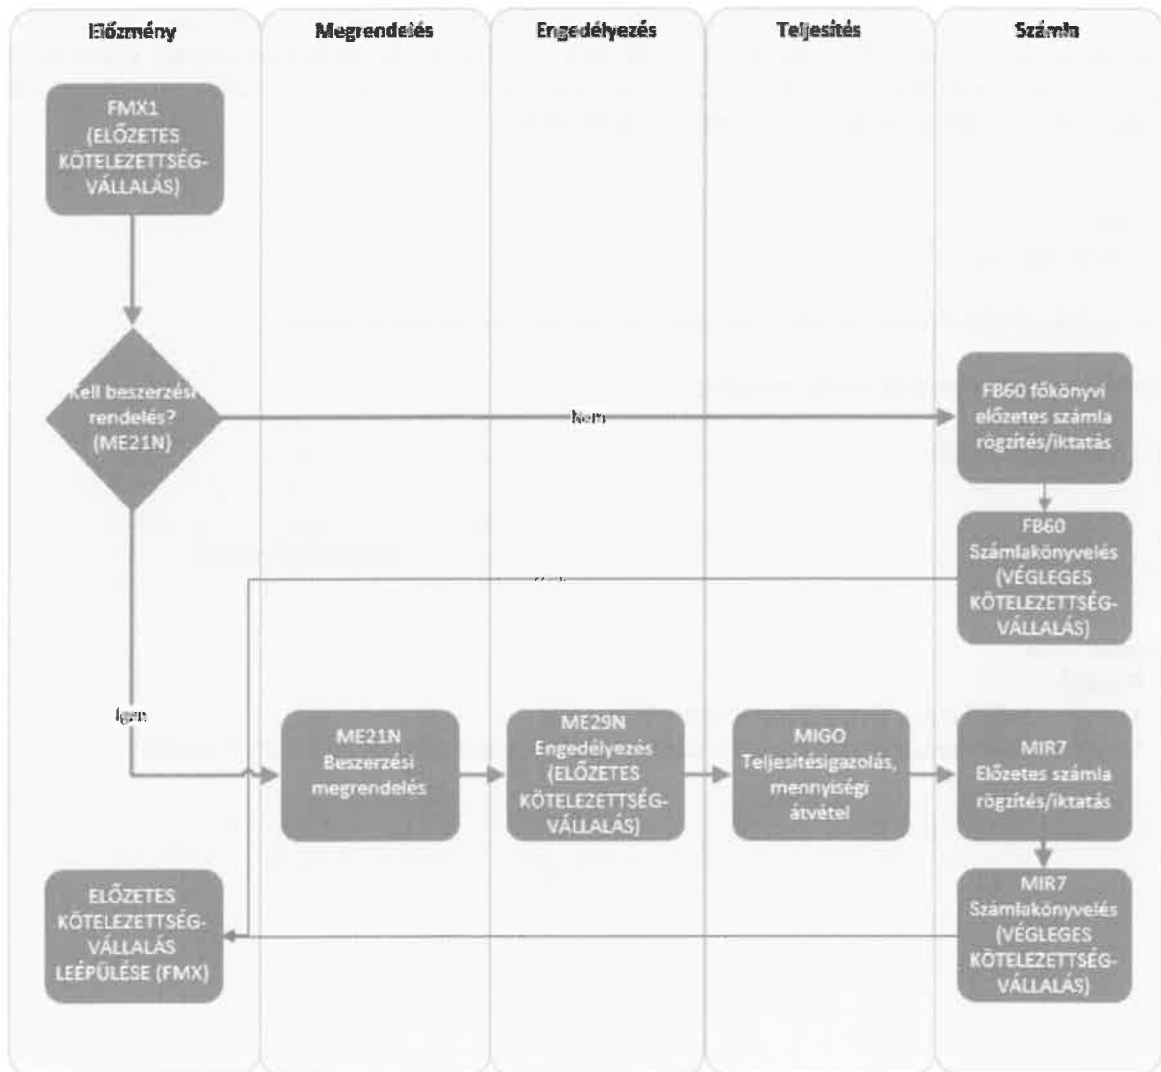 Előzmény
Megrendelés
Engedélyezés
Teljesítés
Számla
FMX1
(ELŐZETES
KÖTELEZETTSÉG-
VÁLLALÁS)
Kell beszerzési
rendelés?
(ME21N)
Nem
FB60 főkönyvi
előzetes számla
rögzítés/iktatás
FB60
Számlakönyvelés
(VÉGLEGES
KÖTELEZETTSÉG-
VÁLLALÁS)
Igen
ME21N
Beszerzési
megrendelés
ME29N
Engedélyezés
(ELŐZETES
KÖTELEZETTSÉG-
VÁLLALÁS)
MIGO
Teljesítésigazolás,
mennyiségi
átvétel
MIR7
Előzetes számla
rögzítés/iktatás
ELŐZETES
KÖTELEZETTSÉG-
VÁLLALÁS
LEÉPÜLÉSE (FMX)
MIR7
Számlakönyvelés
(VÉGLEGES
KÖTELEZETTSÉG-
VÁLLALÁS)